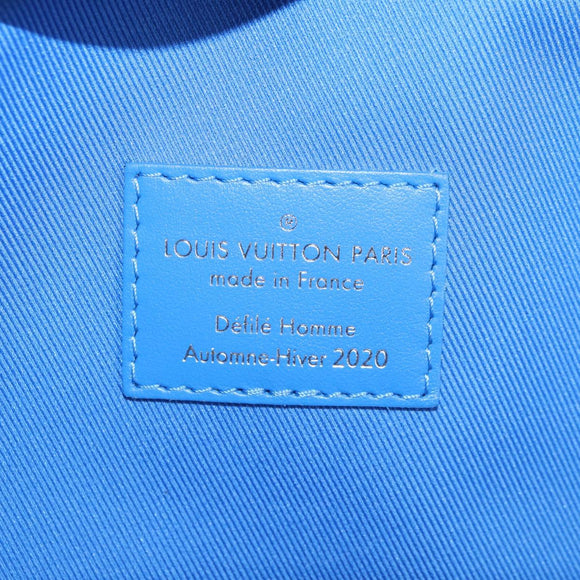 LOUIS VUITTON PARIS
made in France
Défilé Homme
Automne-Hiver 2020